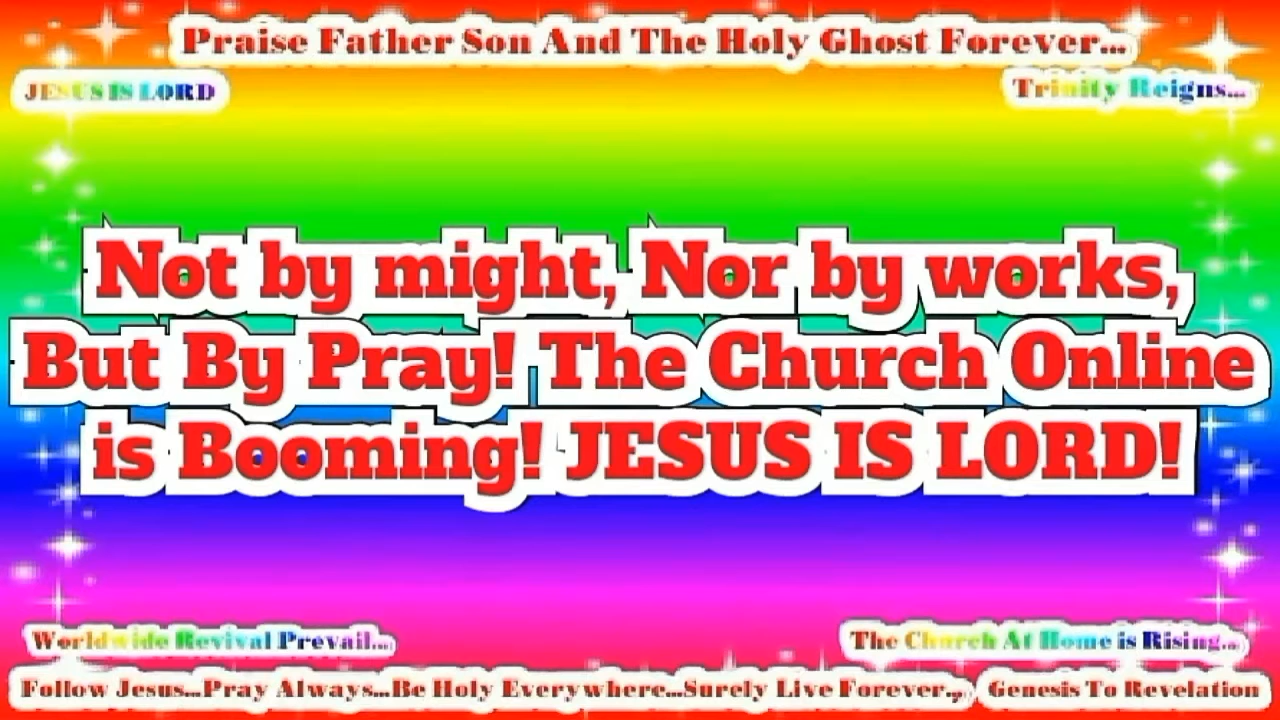 Praise Father Son And The Holy Ghost Forever...
JESUS IS LORD
Trinity Reigns...
Not by might, Nor by works,
But By Pray! The Church Online
is Booming! JESUS IS LORD!
Worldwide Revival Prevail...
The Church At Home is Rising...
Follow Jesus...Pray Always...Be Holy Everywhere...Surely Live Forever..., Genesis To Revelation